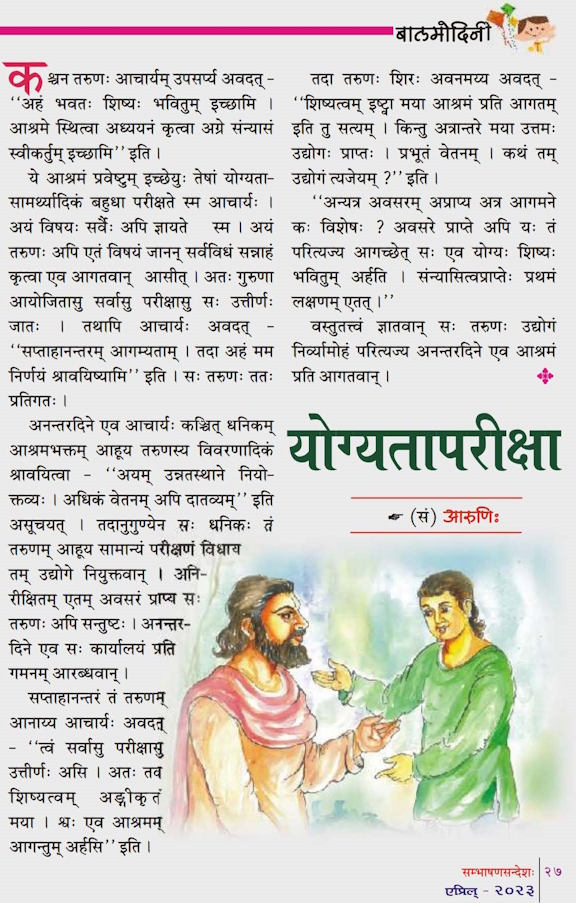 बालमोदिनी
कश्चन तरुणः आचार्यम् उपसर्प्य अवदत् –
‘‘अहं भवतः शिष्यः भवितुम् इच्छामि ।
आश्रमे स्थित्वा अध्ययनं कृत्वा अग्रे संन्यासं
स्वीकर्तुम् इच्छामि’’ इति ।
ये आश्रमं प्रवेष्टुम् इच्छेयुः तेषां योग्यता-
सामर्थ्यादिकं बहुधा परीक्षते स्म आचार्यः ।
अयं विषयः सर्वैः अपि ज्ञायते स्म । अयं
तरुणः अपि एतं विषयं जानन् सर्वविधं सन्नाहं
कृत्वा एव आगतवान् आसीत् । अतः गुरुणा
आयोजितासु सर्वासु परीक्षासु सः उत्तीर्णः
जातः । तथापि आचार्यः अवदत् –
‘‘सप्ताहानन्तरम् आगम्यताम् । तदा अहं मम
निर्णयं श्रावयिष्यामि’’ इति । सः तरुणः ततः
प्रतिगतः ।
अनन्तरदिने एव आचार्यः कञ्चित् धनिकम्
आश्रमभक्तम् आहूय तरुणस्य विवरणादिकं
श्रावयित्वा – ‘‘अयम् उन्नतस्थाने नियो-
क्तव्यः । अधिकं वेतनम् अपि दातव्यम्’’ इति
असूचयत् । तदानुगुण्येन सः धनिकः तं
तरुणम् आहूय सामान्यं परीक्षणं विधाय
तम् उद्योगे नियुक्तवान् । अनि-
रीक्षितम् एतम् अवसरं प्राप्य सः
तरुणः अपि सन्तुष्टः । अनन्तर-
दिने एव सः कार्यालयं प्रति
गमनम् आरब्धवान् ।
सप्ताहानन्तरं तं तरुणम्
आनाय्य आचार्यः अवदत्
– ‘‘त्वं सर्वासु परीक्षासु
उत्तीर्णः असि । अतः तव
शिष्यत्वम् अङ्गीकृतं
मया । श्वः एव आश्रमम्
आगन्तुम् अर्हसि’’ इति ।
तदा तरुणः शिरः अवनमय्य अवदत् –
‘‘शिष्यत्वम् इष्ट्वा मया आश्रमं प्रति आगतम्
इति तु सत्यम् । किन्तु अत्रान्तरे मया उत्तमः
उद्योगः प्राप्तः । प्रभूतं वेतनम् । कथं तम्
उद्योगं त्यजेयम् ?’’ इति ।
‘‘अन्यत्र अवसरम् अप्राप्य अत्र आगमने
कः विशेषः ? अवसरे प्राप्ते अपि यः तं
परित्यज्य आगच्छेत् सः एव योग्यः शिष्यः
भवितुम् अर्हति । संन्यासित्वप्राप्तेः प्रथमं
लक्षणम् एतत् ।’’
वस्तुतत्त्वं ज्ञातवान् सः तरुणः उद्योगं
निर्व्यामोहं परित्यज्य अनन्तरदिने एव आश्रमं
प्रति आगतवान् ।
योग्यतापरीक्षा
(सं) आरुणिः
सम्भाषणसन्देशः २७
एप्रिल् - २०२३